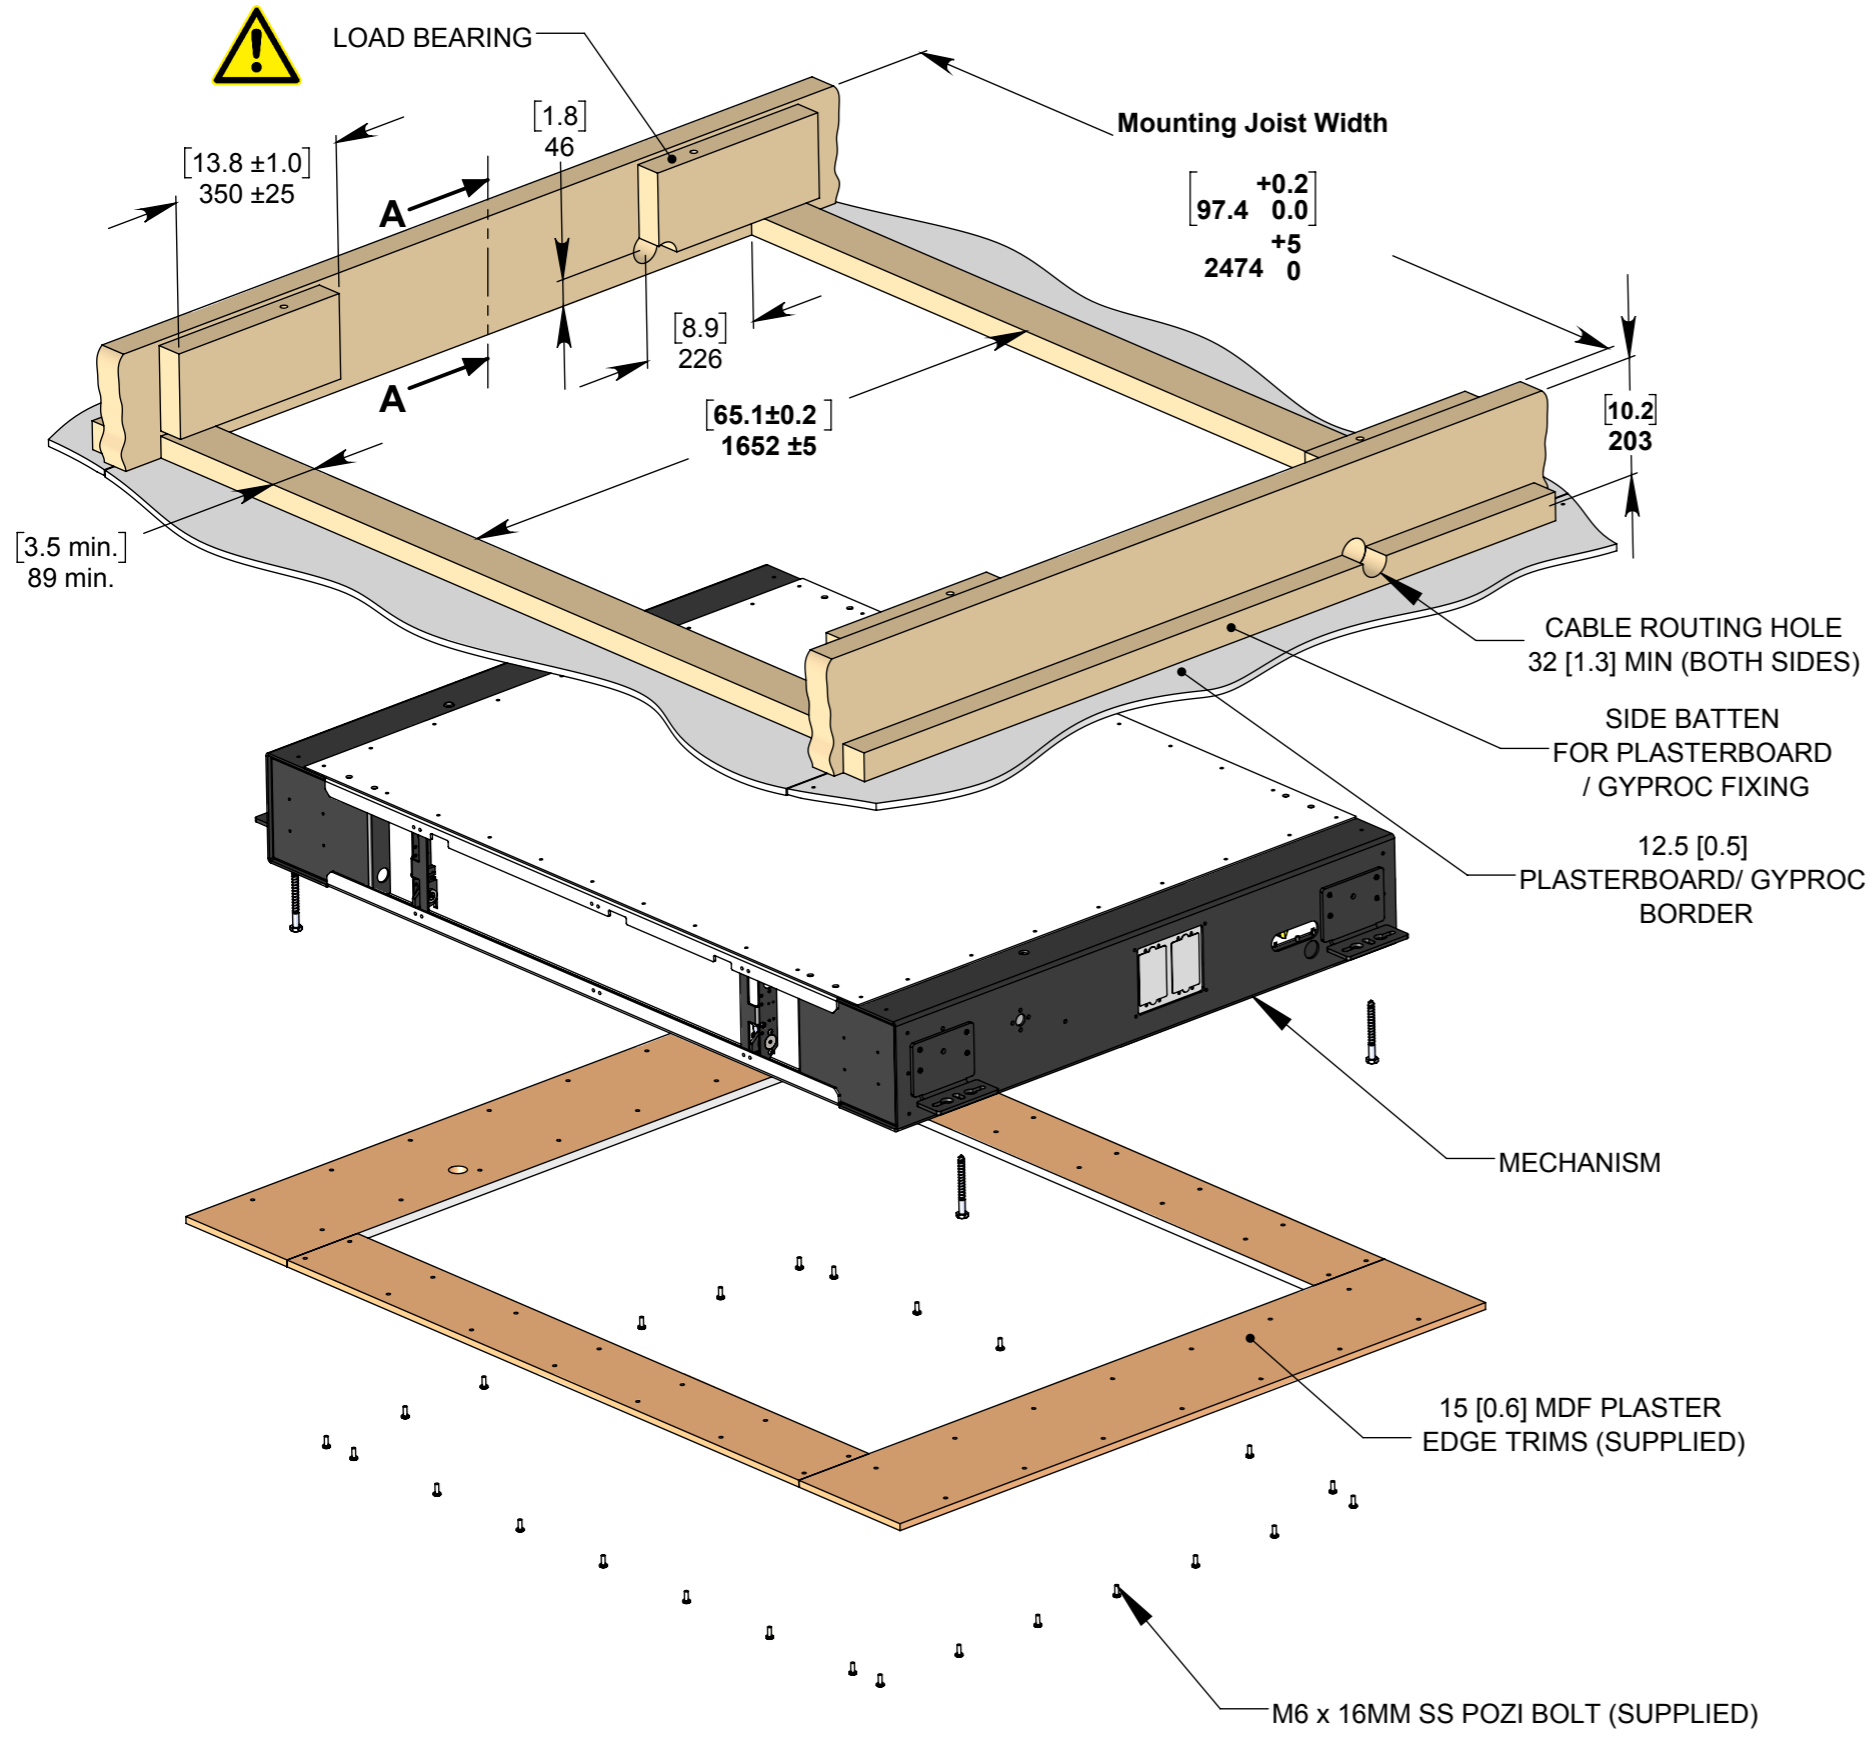 LOAD BEARING
[13.8 ±1.0]
350 ±25
[1.8]
46
A
A
Mounting Joist Width
[97.4 +0.2 0.0]
2474 +5 0
[8.9]
226
[65.1±0.2]
1652 ±5
[10.2]
203
[3.5 min.]
89 min.
CABLE ROUTING HOLE
32 [1.3] MIN (BOTH SIDES)
SIDE BATTEN
FOR PLASTERBOARD
/ GYPROC FIXING
12.5 [0.5]
PLASTERBOARD/ GYPROC
BORDER
MECHANISM
15 [0.6] MDF PLASTER
EDGE TRIMS (SUPPLIED)
M6 x 16MM SS POZI BOLT (SUPPLIED)